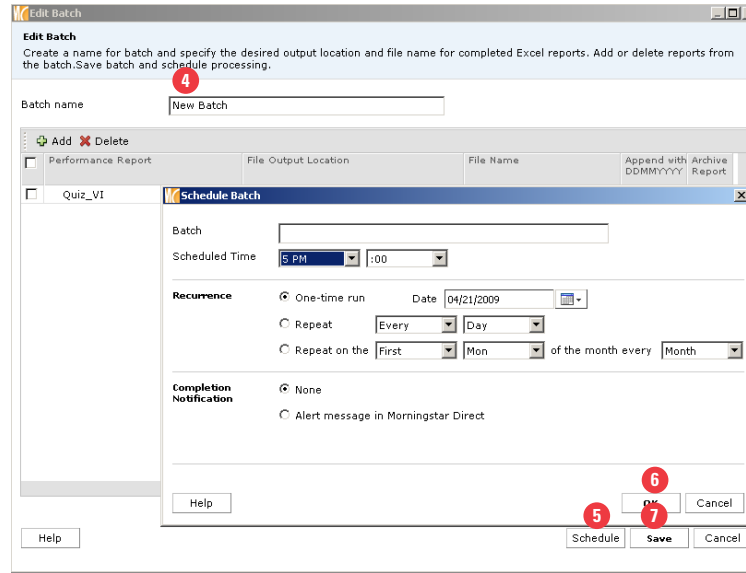 Edit Batch
Edit Batch
Create a name for batch and specify the desired output location and file name for completed Excel reports. Add or delete reports from
the batch.Save batch and schedule processing.
4
Batch name New Batch
Add Delete
Performance Report File Output Location File Name Append with DDMMYYYY Archive Report
Quiz_VI
Schedule Batch
Batch
Scheduled Time 5 PM :00
Recurrence One-time run Date 04/21/2009
Repeat Every Day
Repeat on the First Mon of the month every Month
Completion
Notification
None
Alert message in Morningstar Direct
6
Help OK Cancel
5 7
Help Schedule Save Cancel